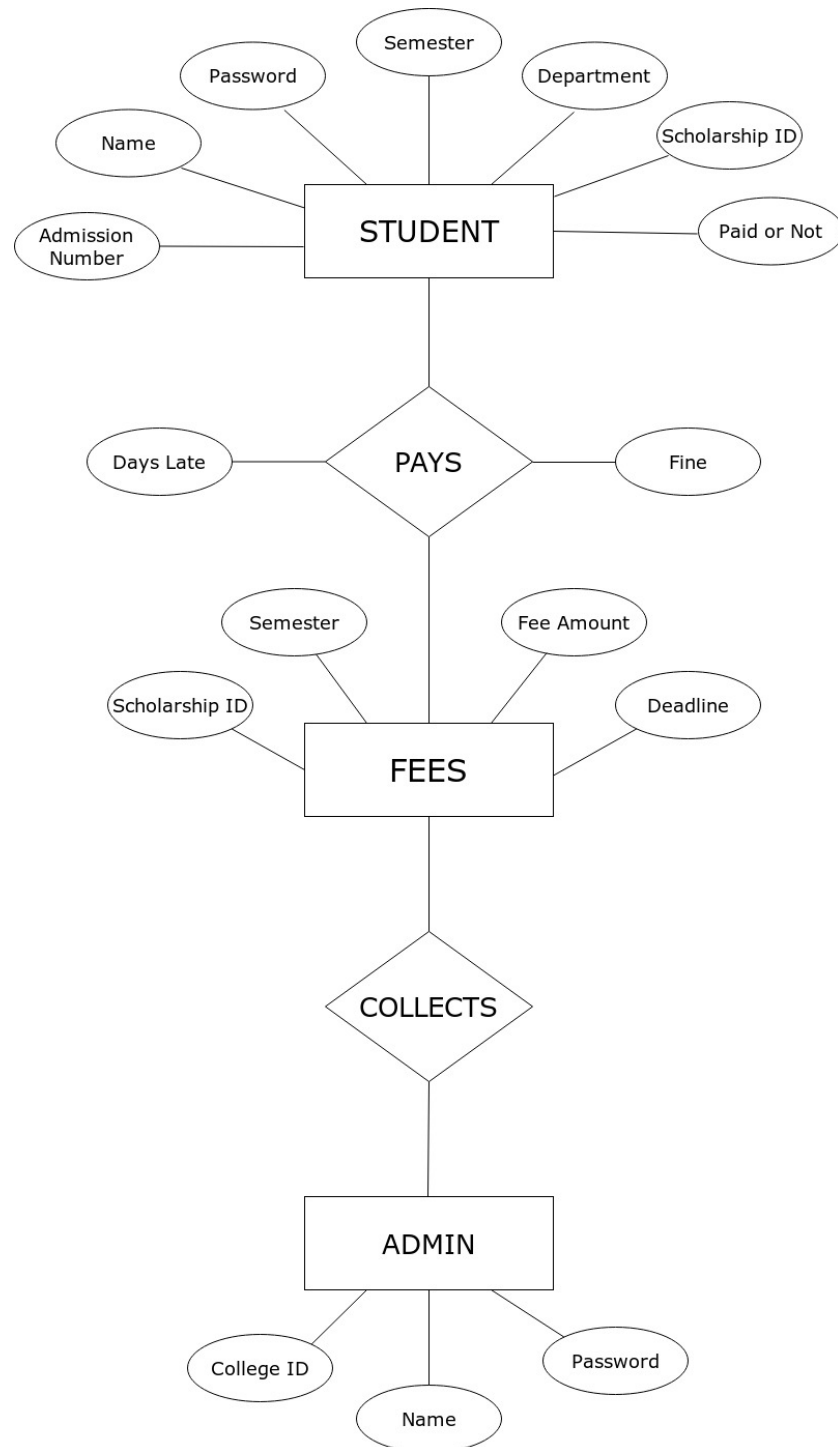 Semester
Password
Department
Name
Scholarship ID
Admission
Number
STUDENT
Paid or Not
Days Late
PAYS
Fine
Semester
Fee Amount
Scholarship ID
Deadline
FEES
COLLECTS
ADMIN
College ID
Password
Name